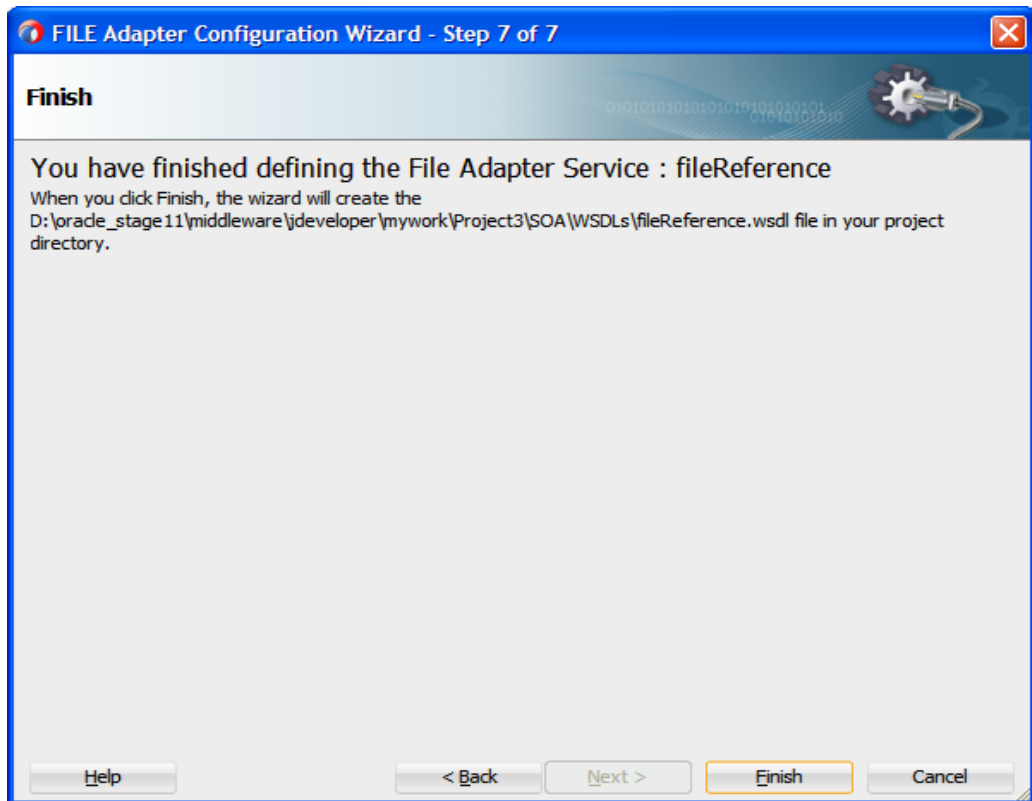 FILE Adapter Configuration Wizard - Step 7 of 7
Finish
0101010101010101010101010101
01010101010
You have finished defining the File Adapter Service : fileReference
When you click Finish, the wizard will create the
D:\oracle_stage11\middleware\jdeveloper\mywork\Project3\SOA\WSDLs\fileReference.wsdl file in your project
directory.
Help < Back Next > Finish Cancel